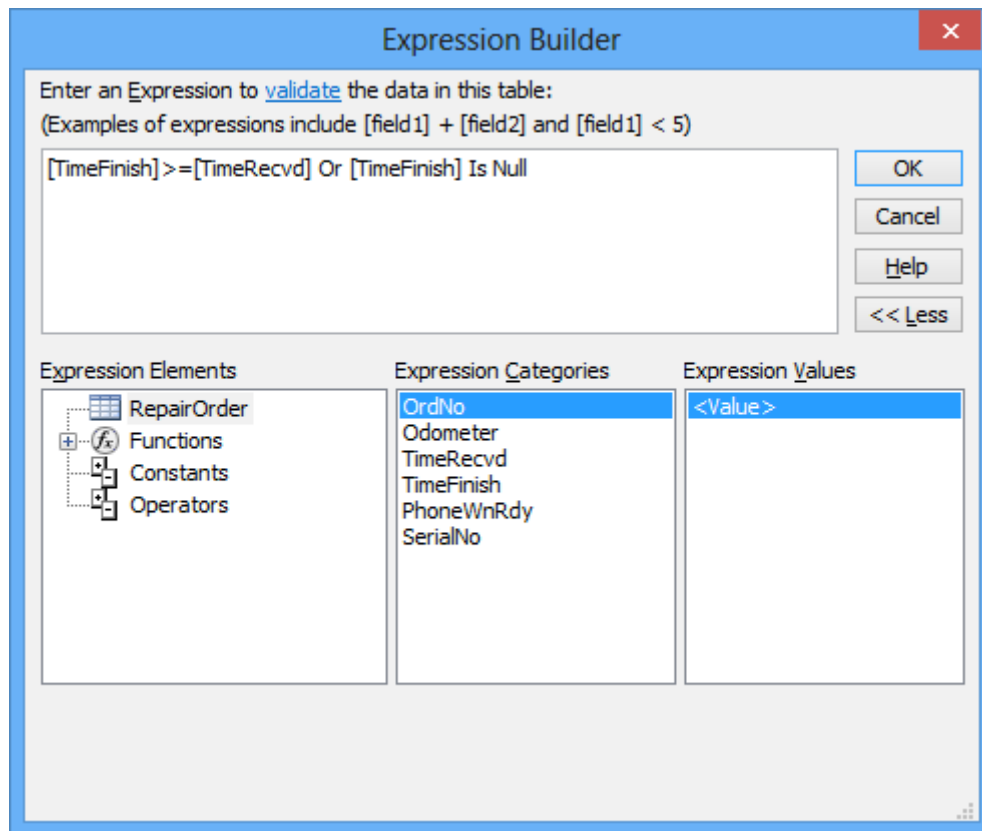 Expression Builder
Enter an Expression to validate the data in this table:
(Examples of expressions include [field1] + [field2] and [field1] < 5)
[TimeFinish]>=[TimeRecvd] Or [TimeFinish] Is Null
OK
Cancel
Help
<< Less
Expression Elements
RepairOrder
Functions
Constants
Operators
Expression Categories
OrdNo
Odometer
TimeRecvd
TimeFinish
PhoneWnRdy
SerialNo
Expression Values
<Value>